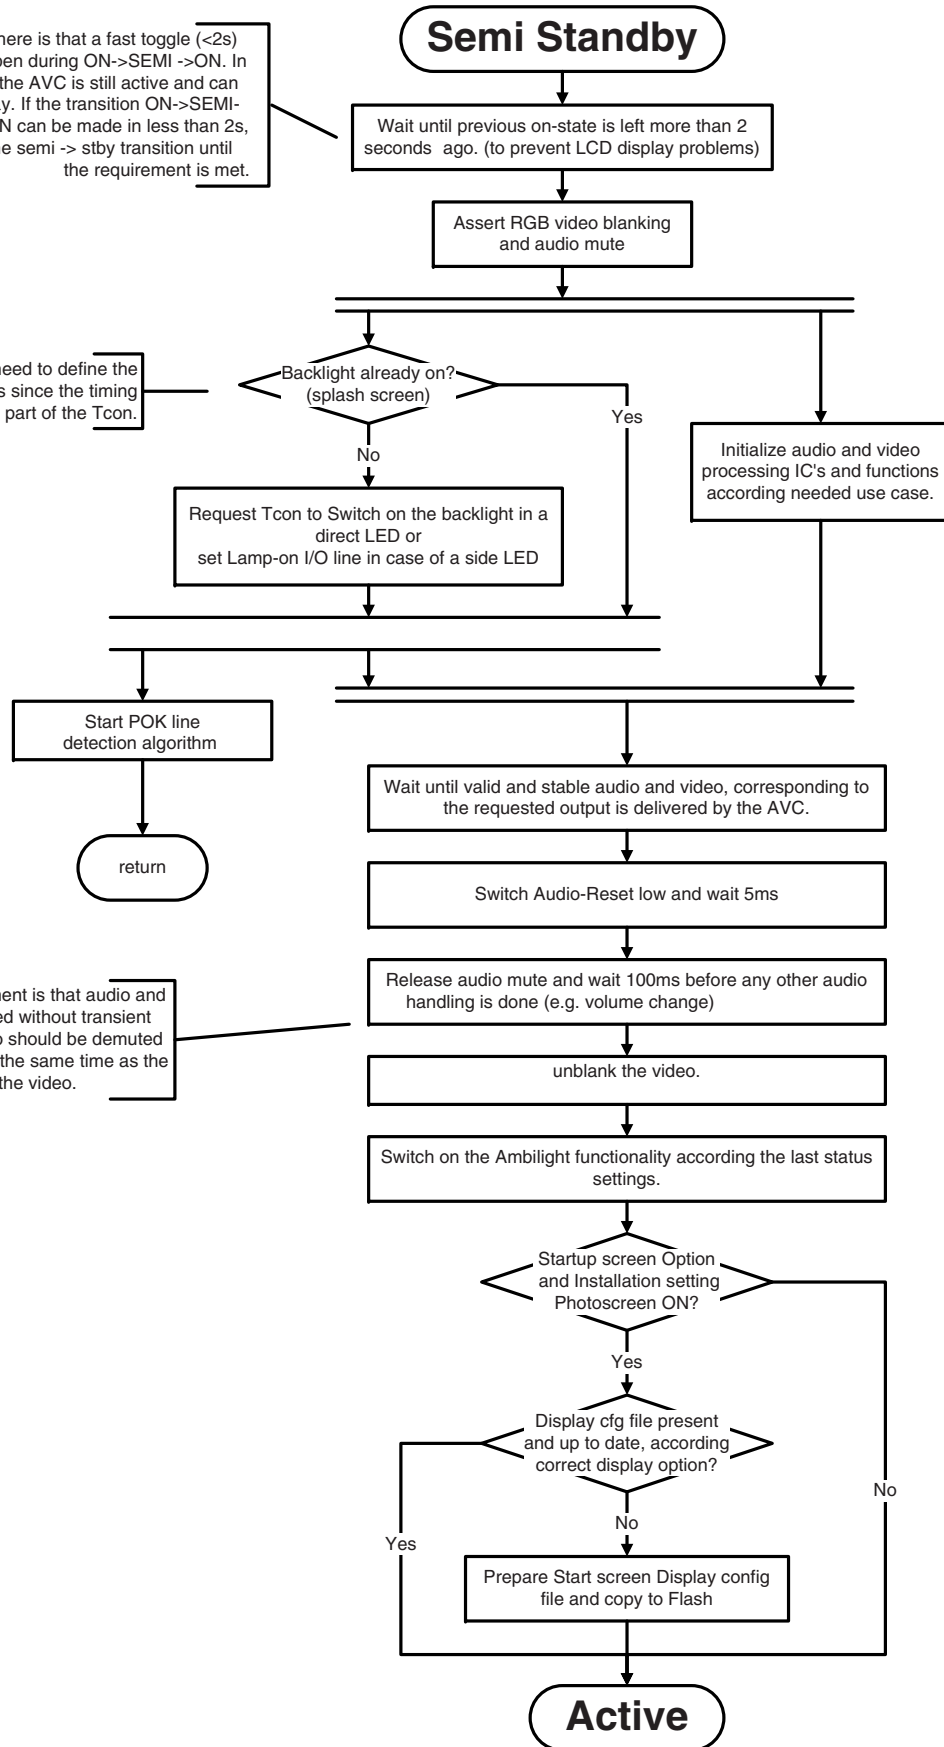 Semi Standby
here is that a fast toggle (<2s)
pen during ON->SEMI ->ON. In
the AVC is still active and can
y. If the transition ON->SEMI-
N can be made in less than 2s,
ne semi -> stby transition until
the requirement is met.
Wait until previous on-state is left more than 2
seconds ago. (to prevent LCD display problems)
Assert RGB video blanking
and audio mute
need to define the
s since the timing
part of the Tcon.
Backlight already on?
(splash screen)
Yes
No
Initialize audio and video
processing IC's and functions
according needed use case.
Request Tcon to Switch on the backlight in a
direct LED or
set Lamp-on I/O line in case of a side LED
Start POK line
detection algorithm
return
Wait until valid and stable audio and video, corresponding to
the requested output is delivered by the AVC.
Switch Audio-Reset low and wait 5ms
Release audio mute and wait 100ms before any other audio
handling is done (e.g. volume change)
nent is that audio and
ed without transient
o should be demuted
the same time as the
the video.
unblank the video.
Switch on the Ambilight functionality according the last status
settings.
Startup screen Option
and Installation setting
Photoscreen ON?
Yes
Display cfg file present
and up to date, according
correct display option?
No
No
Yes
Prepare Start screen Display config
file and copy to Flash
Active